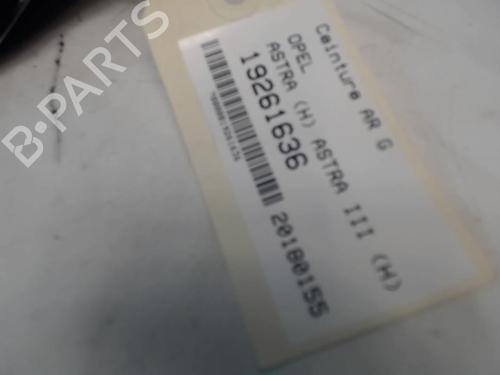 B-PARTS
Ceinture AR G
OPEL
ASTRA (H) ASTRA III (H)
19261636
20180155